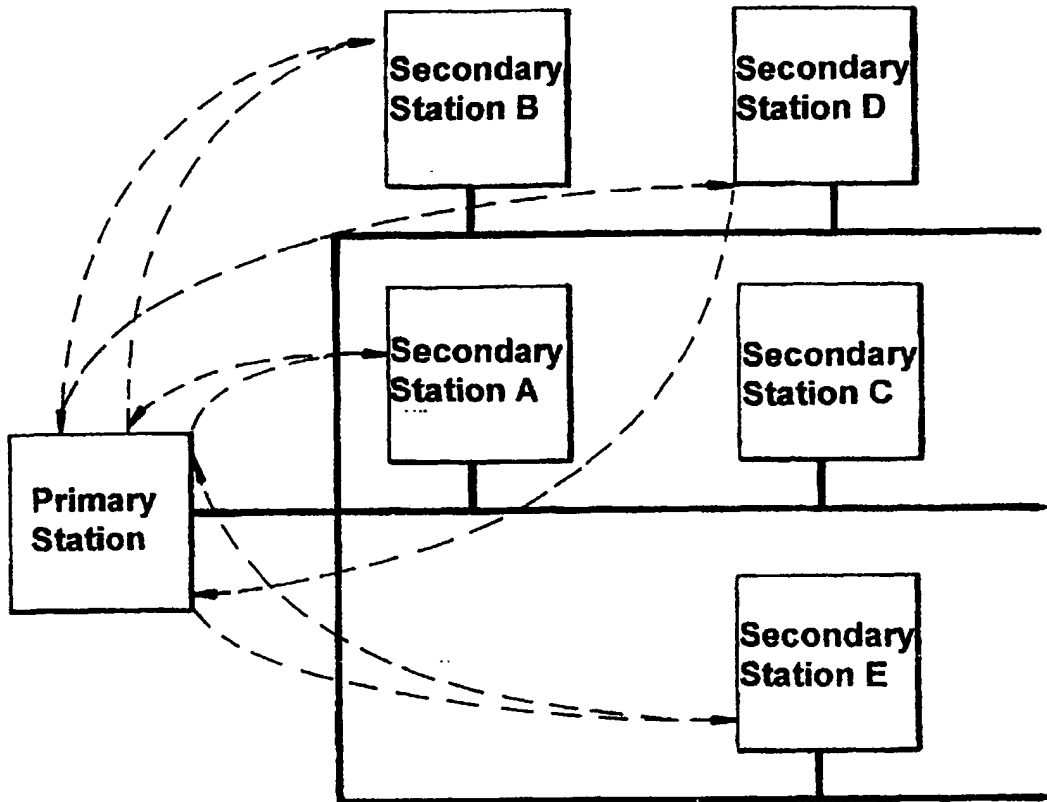 Secondary
Station B
Secondary
Station D
Secondary
Station A
Secondary
Station C
Primary
Station
Secondary
Station E